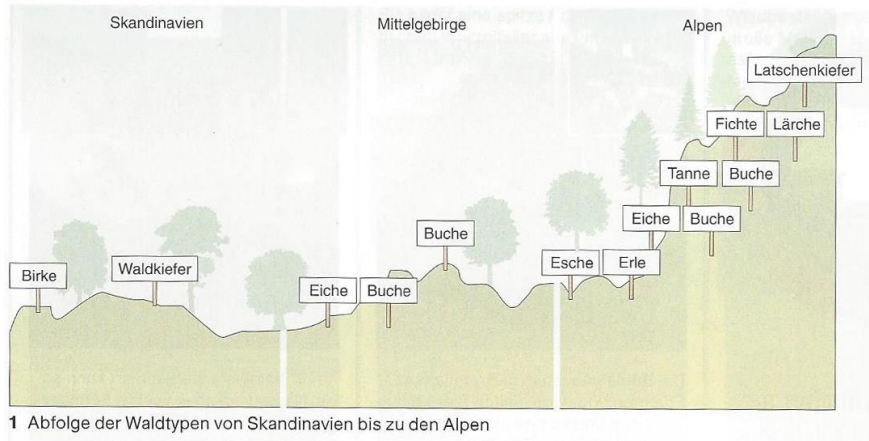 Skandinavien
Mittelgebirge
Alpen
Latschenkiefer
Fichte
Lärche
Tanne
Buche
Eiche
Buche
Buche
Esche
Erle
Birke
Waldkiefer
Eiche
Buche
1 Abfolge der Waldtypen von Skandinavien bis zu den Alpen